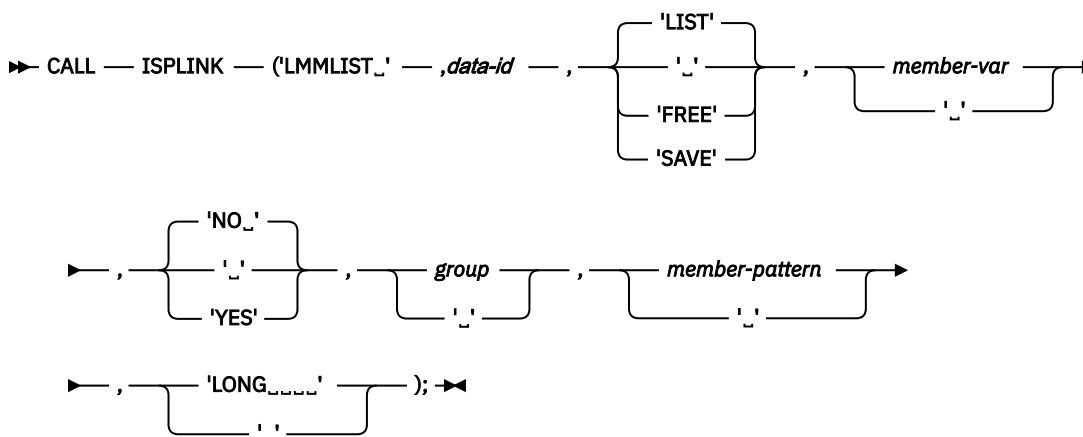 'LIST'
CALL ISPLINK ('LMMLIST␣' ,data-id , '␣' , member-var
'␣'
'FREE'
'SAVE'
'NO␣'
, '␣' , group , member-pattern
'YES' '␣' '␣'
, 'LONG␣␣␣␣' );
'␣'